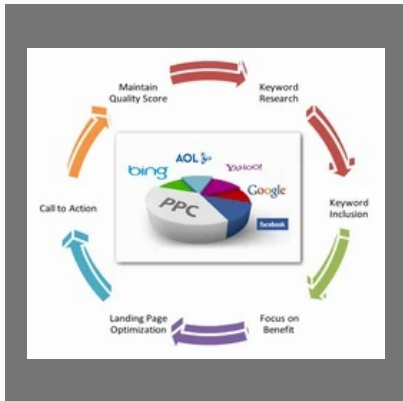 Maintain
Quality Score
Keyword
Research
Keyword
Inclusion
Focus on
Benefit
Landing Page
Optimization
Call to Action
bing
AOL
YAHOO!
Google
facebook
PPC